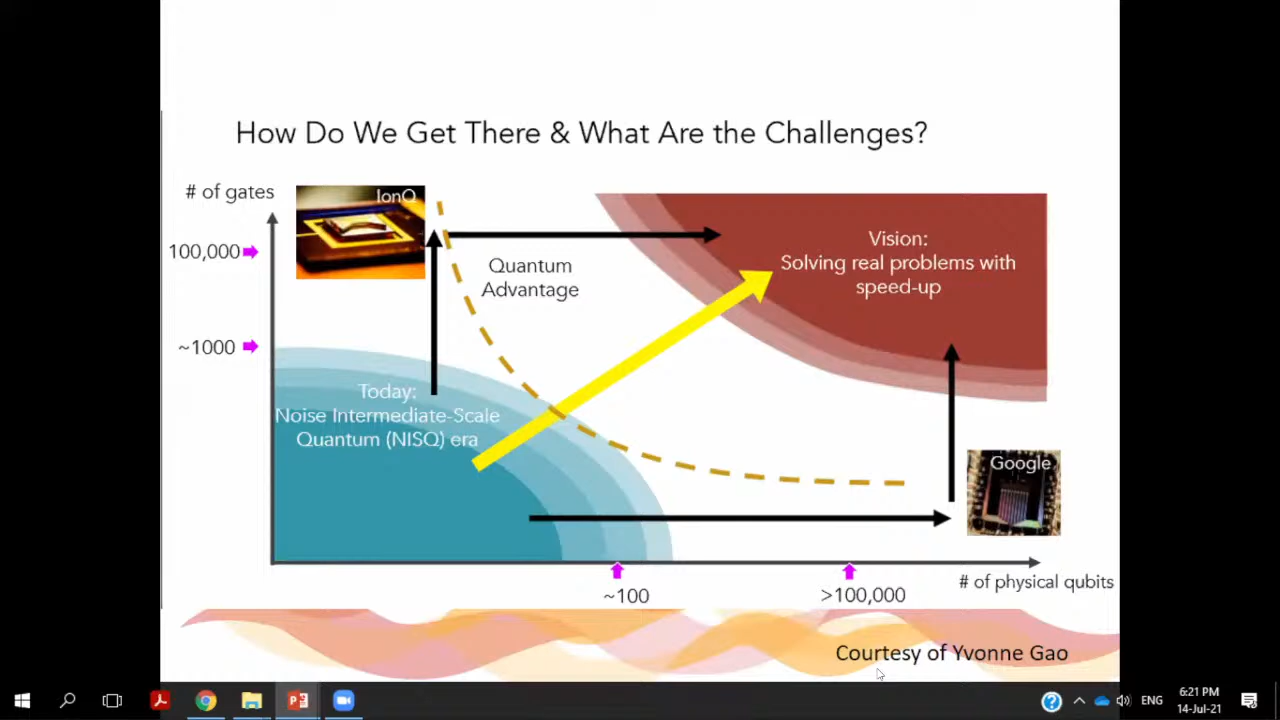 How Do We Get There & What Are the Challenges?
# of gates
IonQ
100,000
Quantum
Advantage
Vision:
Solving real problems with
speed-up
~1000
Today:
Noise Intermediate-Scale
Quantum (NISQ) era
Google
# of physical qubits
~100
>100,000
Courtesy of Yvonne Gao
ENG
6:21 PM
14-Jul-21